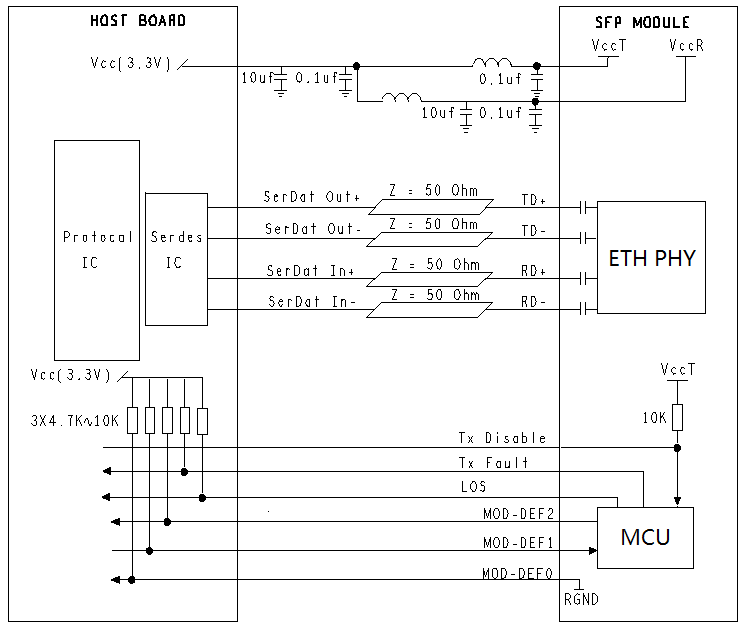 HOST BOARD
SFP MODULE
VccT
VccR
Vcc(3.3V)
10uf
0.1uf
0.1uf
10uf
0.1uf
SerDat Out+
Z = 50 Ohm
TD+
SerDat Out-
Z = 50 Ohm
TD-
Protocal
IC
Serdes
IC
ETH PHY
SerDat In+
Z = 50 Ohm
RD+
SerDat In-
Z = 50 Ohm
RD-
Vcc(3.3V)
VccT
3X4.7K~10K
10K
Tx Disable
Tx Fault
LOS
MOD-DEF2
MCU
MOD-DEF1
MOD-DEF0
RGND